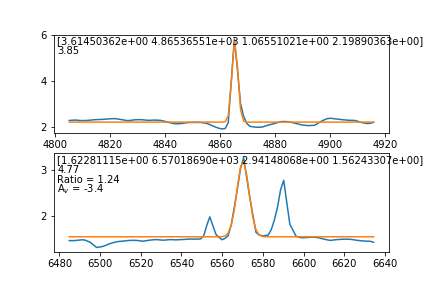 6
[3.61450362e+00 4.86536551e+03 1.06551021e+00 2.19890363e+00]
3.85
4
2
4800 4820 4840 4860 4880 4900 4920
[1.62281115e+00 6.57018690e+03 2.94148068e+00 1.56243307e+00]
3
4.77
Ratio = 1.24
Av = -3.4
2
6480 6500 6520 6540 6560 6580 6600 6620 6640